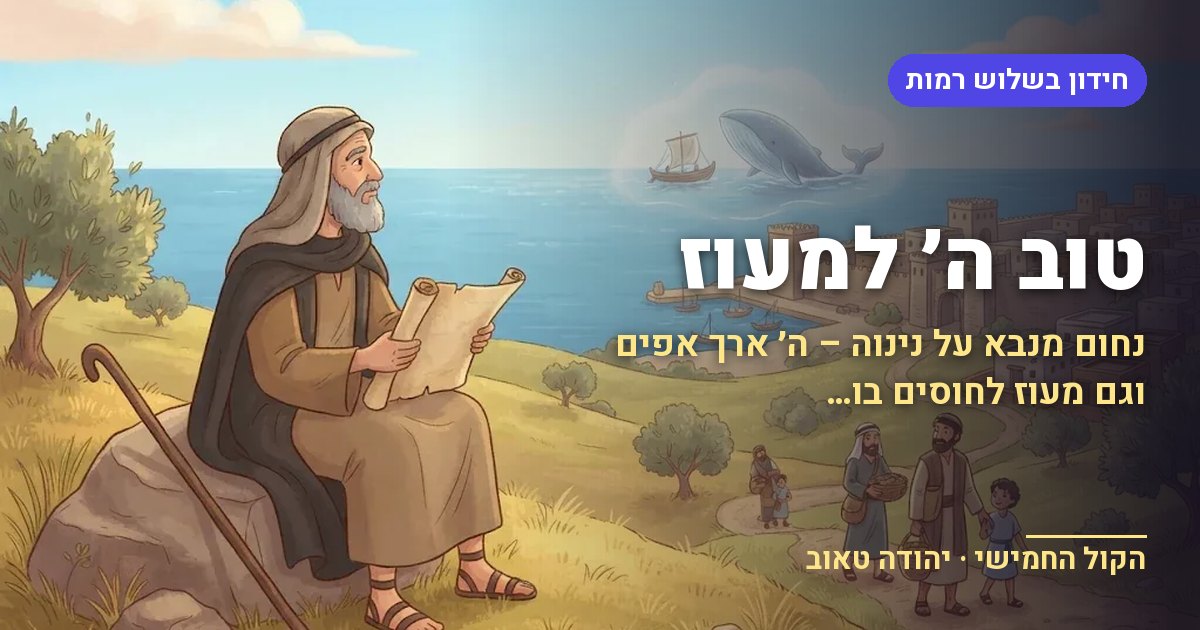 חידון בשלוש רמות
טוב ה׳ למעוז
נחום מנבא על נינוה – ה׳ ארך אפים
וגם מעוז לחוסים בו...
הקול החמישי · יהודה טאוב